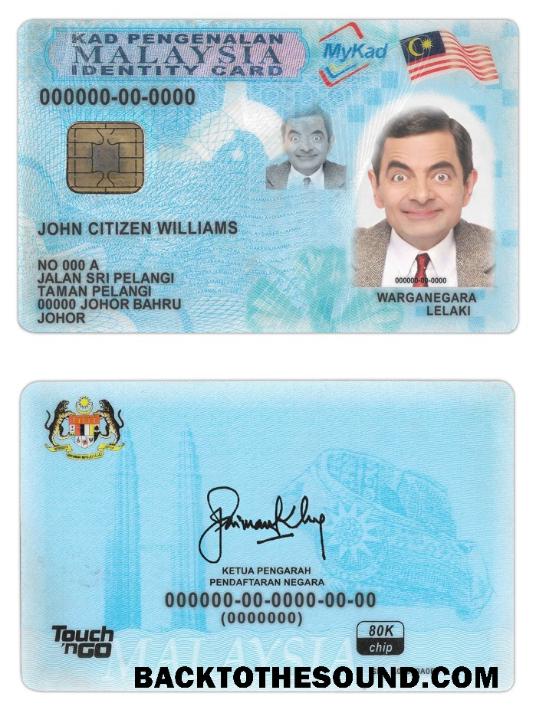 KAD PENGENALAN
MALAYSIA
IDENTITY CARD
MyKad
000000-00-0000
JOHN CITIZEN WILLIAMS
NO 000 A
JALAN SRI PELANGI
TAMAN PELANGI
00000 JOHOR BAHRU
JOHOR
000000-00-0000
WARGANEGARA
LELAKI
KETUA PENGARAH
PENDAFTARAN NEGARA
000000-00-0000-00-00
(0000000)
Touch
'nGO
80K
chip
MALAYSIA
BACKTOTHESOUND.COM